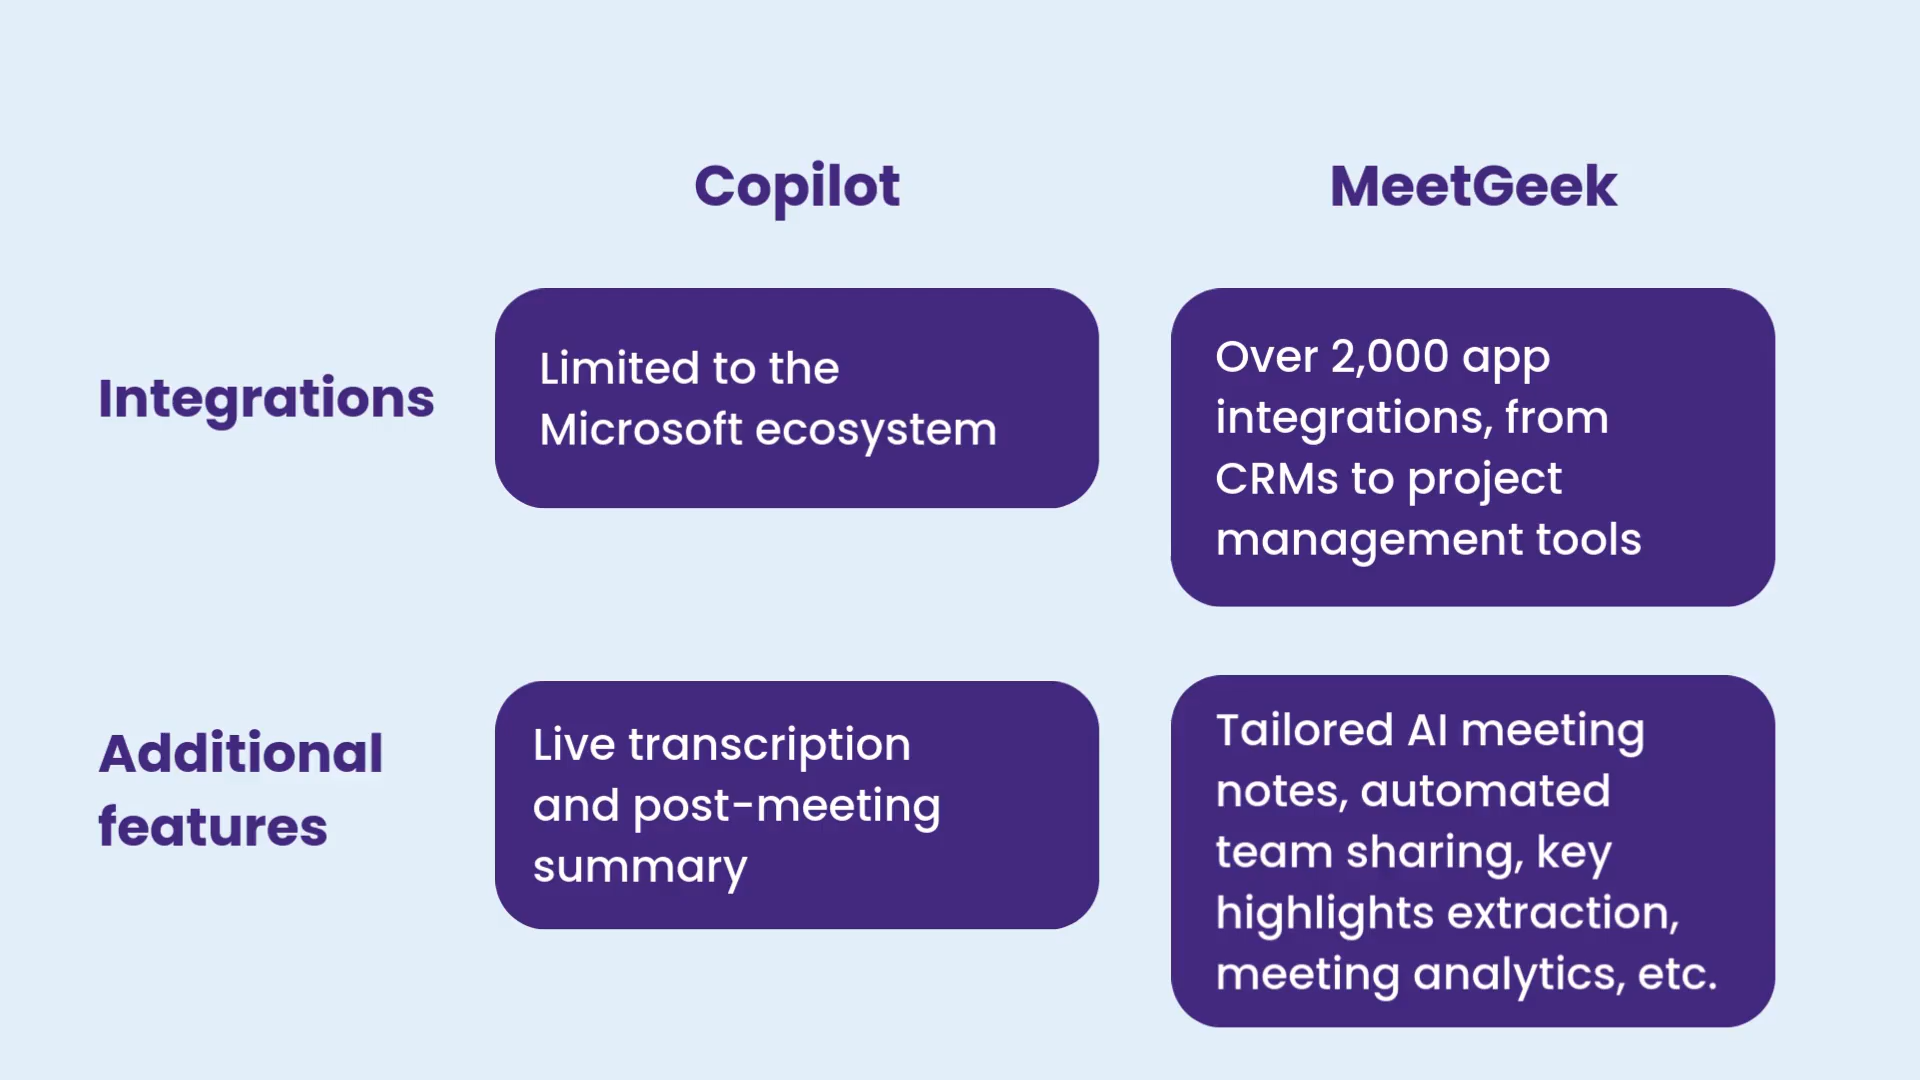 Copilot
MeetGeek
Integrations
Limited to the
Microsoft ecosystem
Over 2,000 app
integrations, from
CRMs to project
management tools
Additional
features
Live transcription
and post-meeting
summary
Tailored AI meeting
notes, automated
team sharing, key
highlights extraction,
meeting analytics, etc.